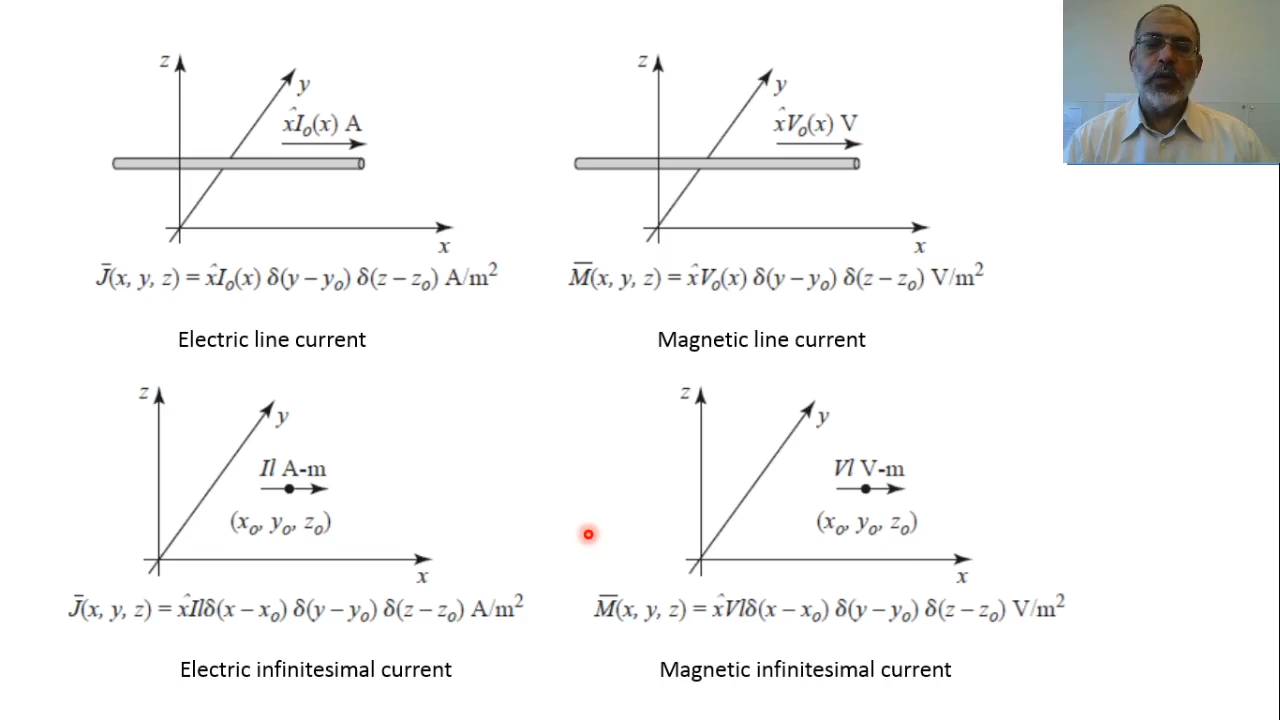 z
y
x̂I₀(x) A
x
J̄(x, y, z) = x̂I₀(x) δ(y − y₀) δ(z − z₀) A/m²
Electric line current
z
y
x̂V₀(x) V
x
M̄(x, y, z) = x̂V₀(x) δ(y − y₀) δ(z − z₀) V/m²
Magnetic line current
z
y
Il A-m
(x₀, y₀, z₀)
x
J̄(x, y, z) = x̂Ilδ(x − x₀) δ(y − y₀) δ(z − z₀) A/m²
Electric infinitesimal current
z
y
Vl V-m
(x₀, y₀, z₀)
x
M̄(x, y, z) = x̂Vlδ(x − x₀) δ(y − y₀) δ(z − z₀) V/m²
Magnetic infinitesimal current